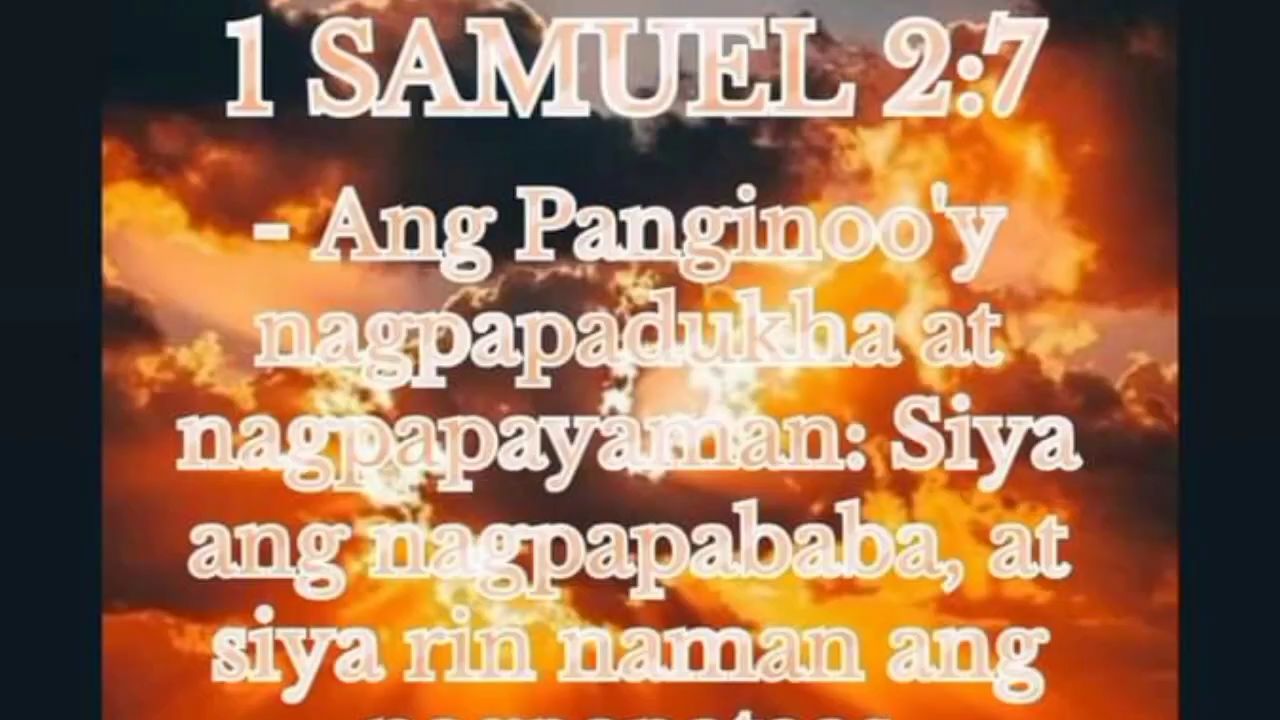 1 SAMUEL 2:7
- Ang Panginoo'y
nagpapadukha at
nagpapayaman: Siya
ang nagpapababa, at
siya rin naman ang